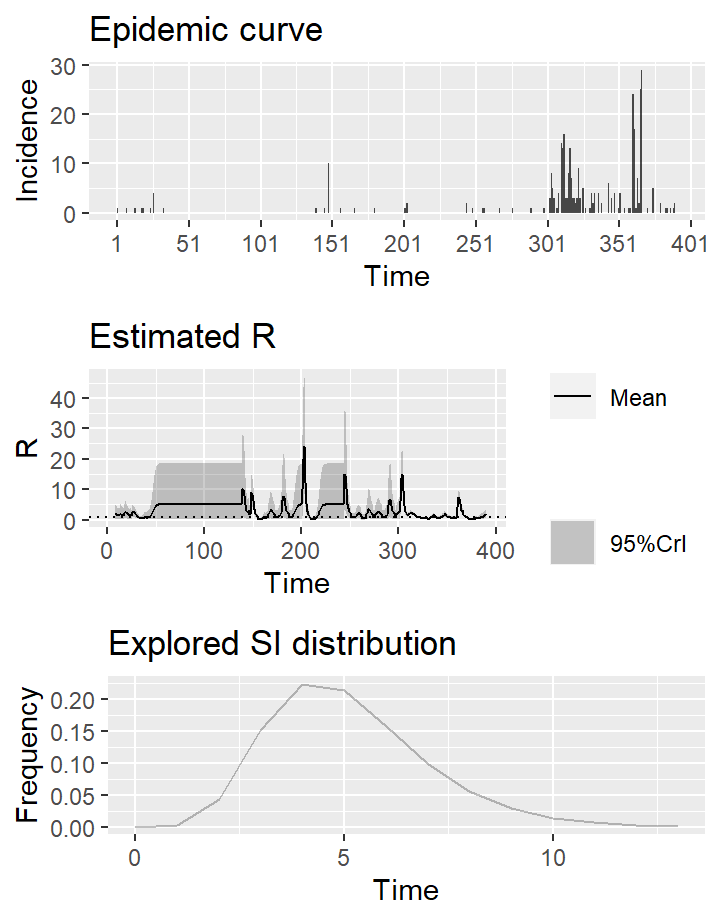 Epidemic curve
Incidence
30
20
10
0
1 51 101 151 201 251 301 351 401
Time
Estimated R
R
40
30
20
10
0
0 100 200 300 400
Time
Mean
95%CrI
Explored SI distribution
Frequency
0.20
0.15
0.10
0.05
0.00
0 5 10
Time